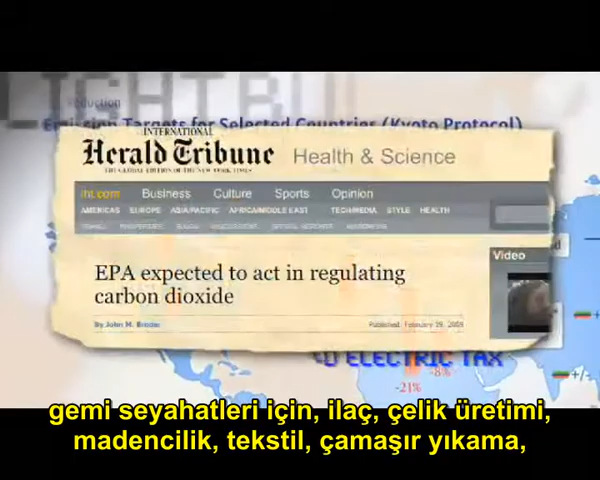 LIGHT BU
Reduction
Emission Targets for Selected Countries (Kyoto Protocol)
INTERNATIONAL
Herald Tribune Health & Science
THE GLOBAL EDITION OF THE NEW YORK TIMES
iht.com Business Culture Sports Opinion
AMERICAS EUROPE ASIA/PACIFIC AFRICA/MIDDLE EAST TECH/MEDIA STYLE HEALTH
Video
EPA expected to act in regulating
carbon dioxide
By John M. Broder Published: February 19, 2009
ELECTRIC TAX
-8%
-21%
gemi seyahatleri için, ilaç, çelik üretimi,
madencilik, tekstil, çamaşır yıkama,